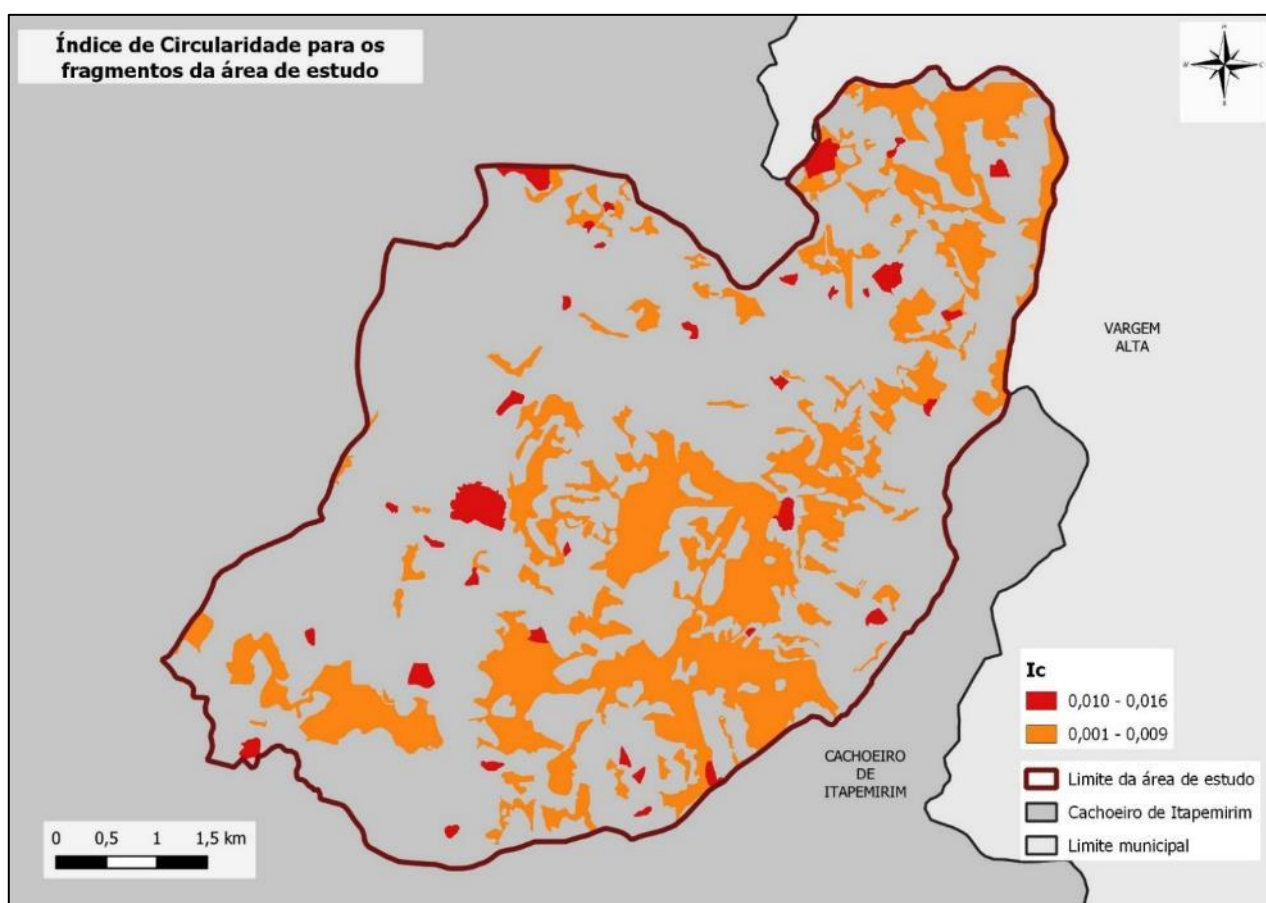 Índice de Circularidade para os
fragmentos da área de estudo
N
C
S
VARGEM
ALTA
Ic
0,010 - 0,016
0,001 - 0,009
CACHOEIRO
DE
ITAPEMIRIM
Limite da área de estudo
Cachoeiro de Itapemirim
Limite municipal
0 0,5 1 1,5 km